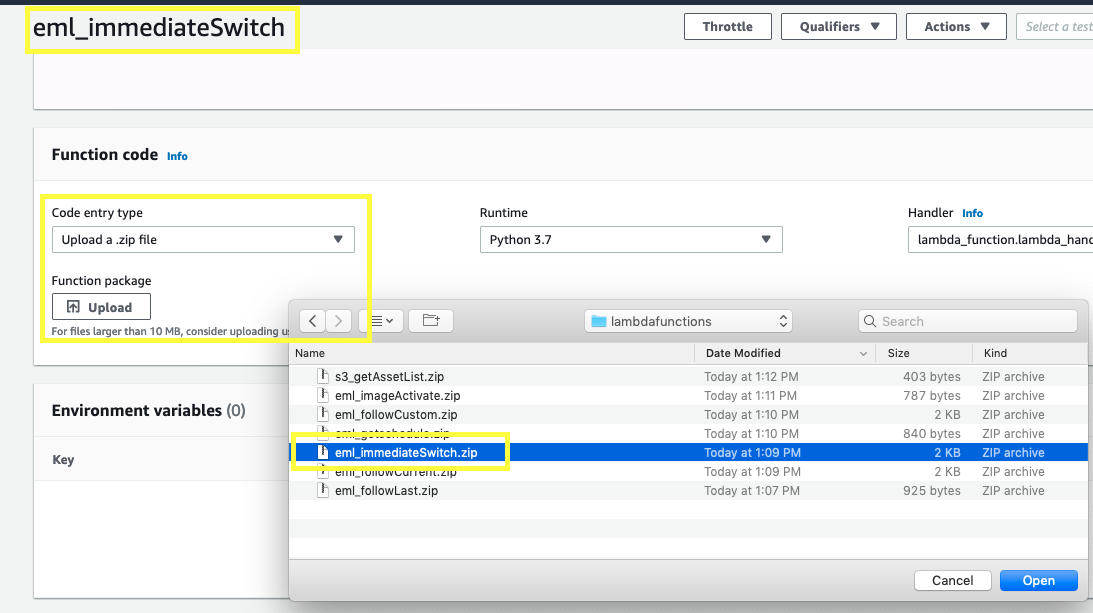 eml_immediateSwitch
Throttle
Qualifiers
Actions
Select a test
Function code Info
Code entry type
Upload a .zip file
Runtime
Python 3.7
Handler Info
lambda_function.lambda_hand
Function package
Upload
For files larger than 10 MB, consider uploading us
Environment variables (0)
Key
lambdafunctions
Search
Name Date Modified Size Kind
s3_getAssetList.zip Today at 1:12 PM 403 bytes ZIP archive
eml_imageActivate.zip Today at 1:11 PM 787 bytes ZIP archive
eml_followCustom.zip Today at 1:10 PM 2 KB ZIP archive
eml_getschedule.zip Today at 1:10 PM 840 bytes ZIP archive
eml_immediateSwitch.zip Today at 1:09 PM 2 KB ZIP archive
eml_followCurrent.zip Today at 1:09 PM 2 KB ZIP archive
eml_followLast.zip Today at 1:07 PM 925 bytes ZIP archive
Cancel
Open